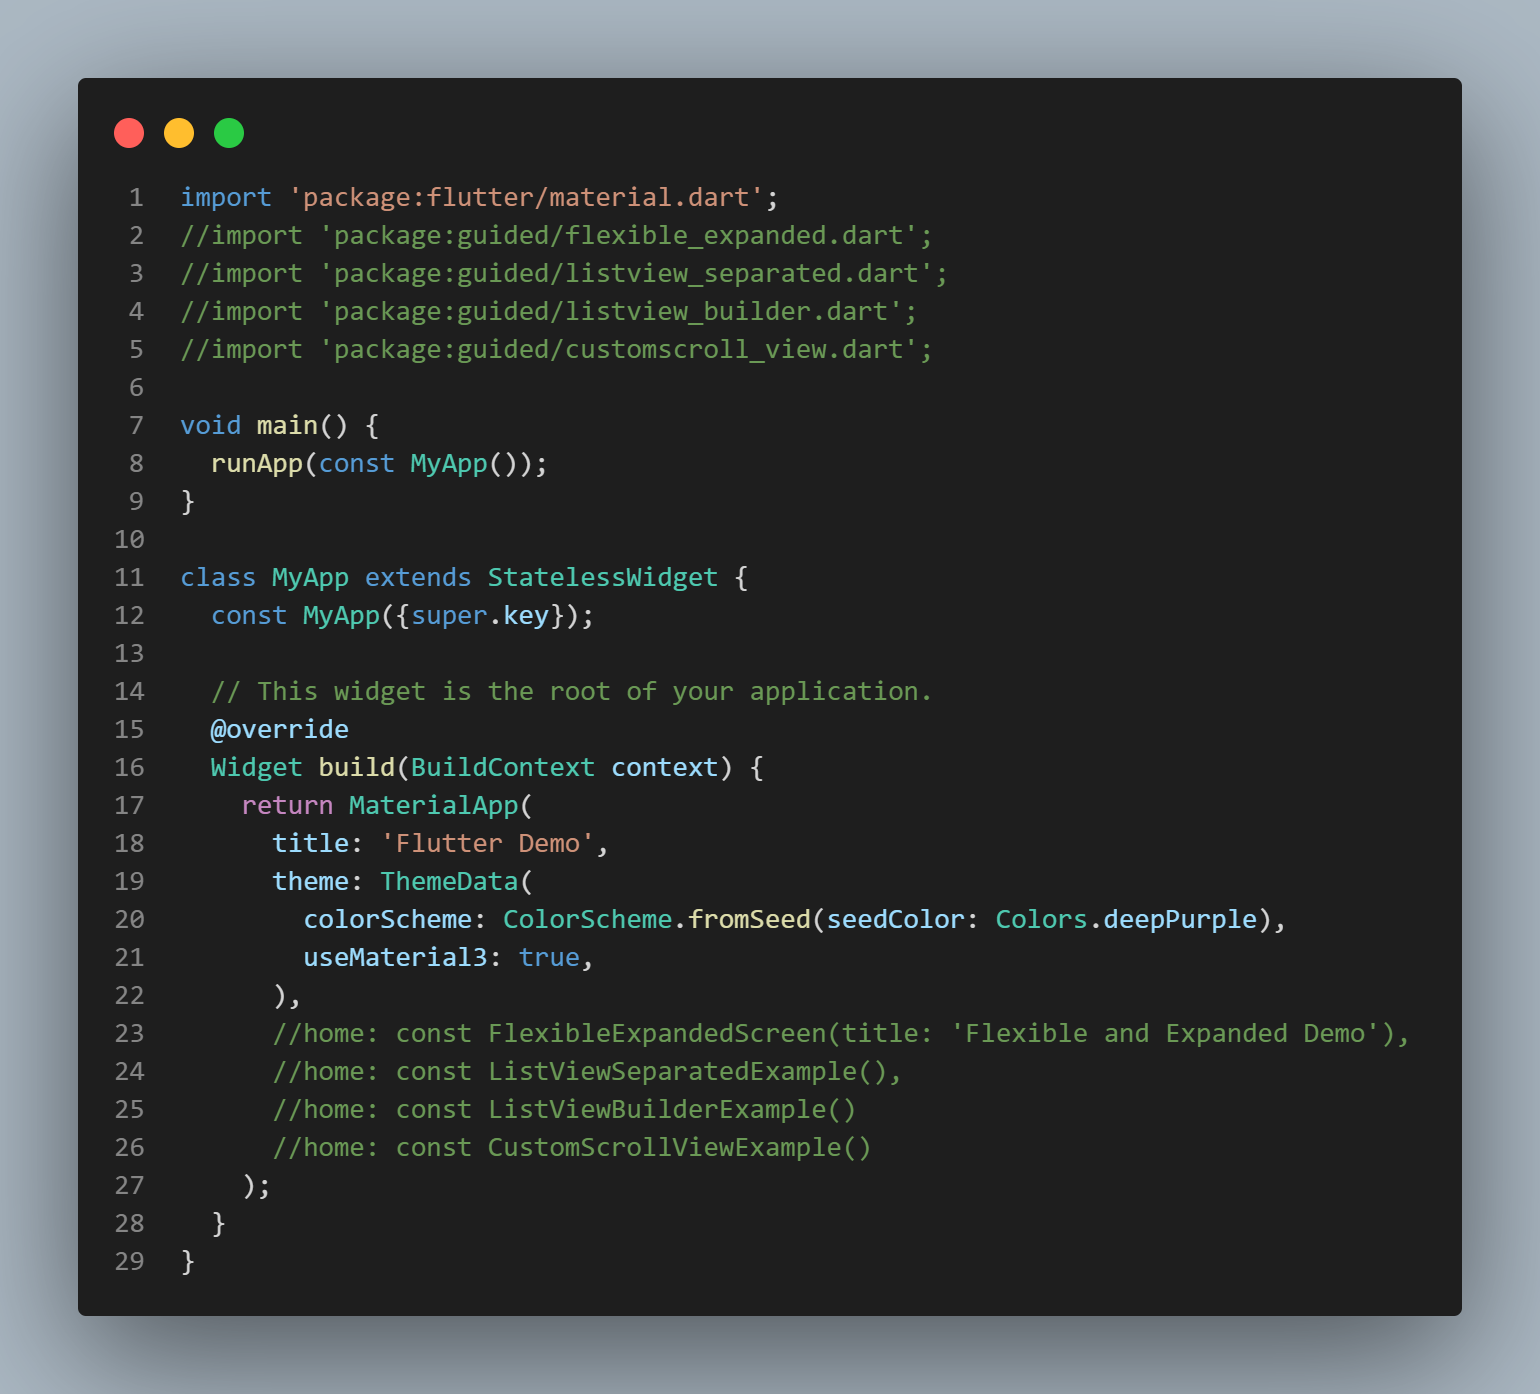 1 import 'package:flutter/material.dart';
2 //import 'package:guided/flexible_expanded.dart';
3 //import 'package:guided/listview_separated.dart';
4 //import 'package:guided/listview_builder.dart';
5 //import 'package:guided/customscroll_view.dart';
6
7 void main() {
8   runApp(const MyApp());
9 }
10
11 class MyApp extends StatelessWidget {
12   const MyApp({super.key});
13
14   // This widget is the root of your application.
15   @override
16   Widget build(BuildContext context) {
17     return MaterialApp(
18       title: 'Flutter Demo',
19       theme: ThemeData(
20         colorScheme: ColorScheme.fromSeed(seedColor: Colors.deepPurple),
21         useMaterial3: true,
22       ),
23       //home: const FlexibleExpandedScreen(title: 'Flexible and Expanded Demo'),
24       //home: const ListViewSeparatedExample(),
25       //home: const ListViewBuilderExample()
26       //home: const CustomScrollViewExample()
27     );
28   }
29 }